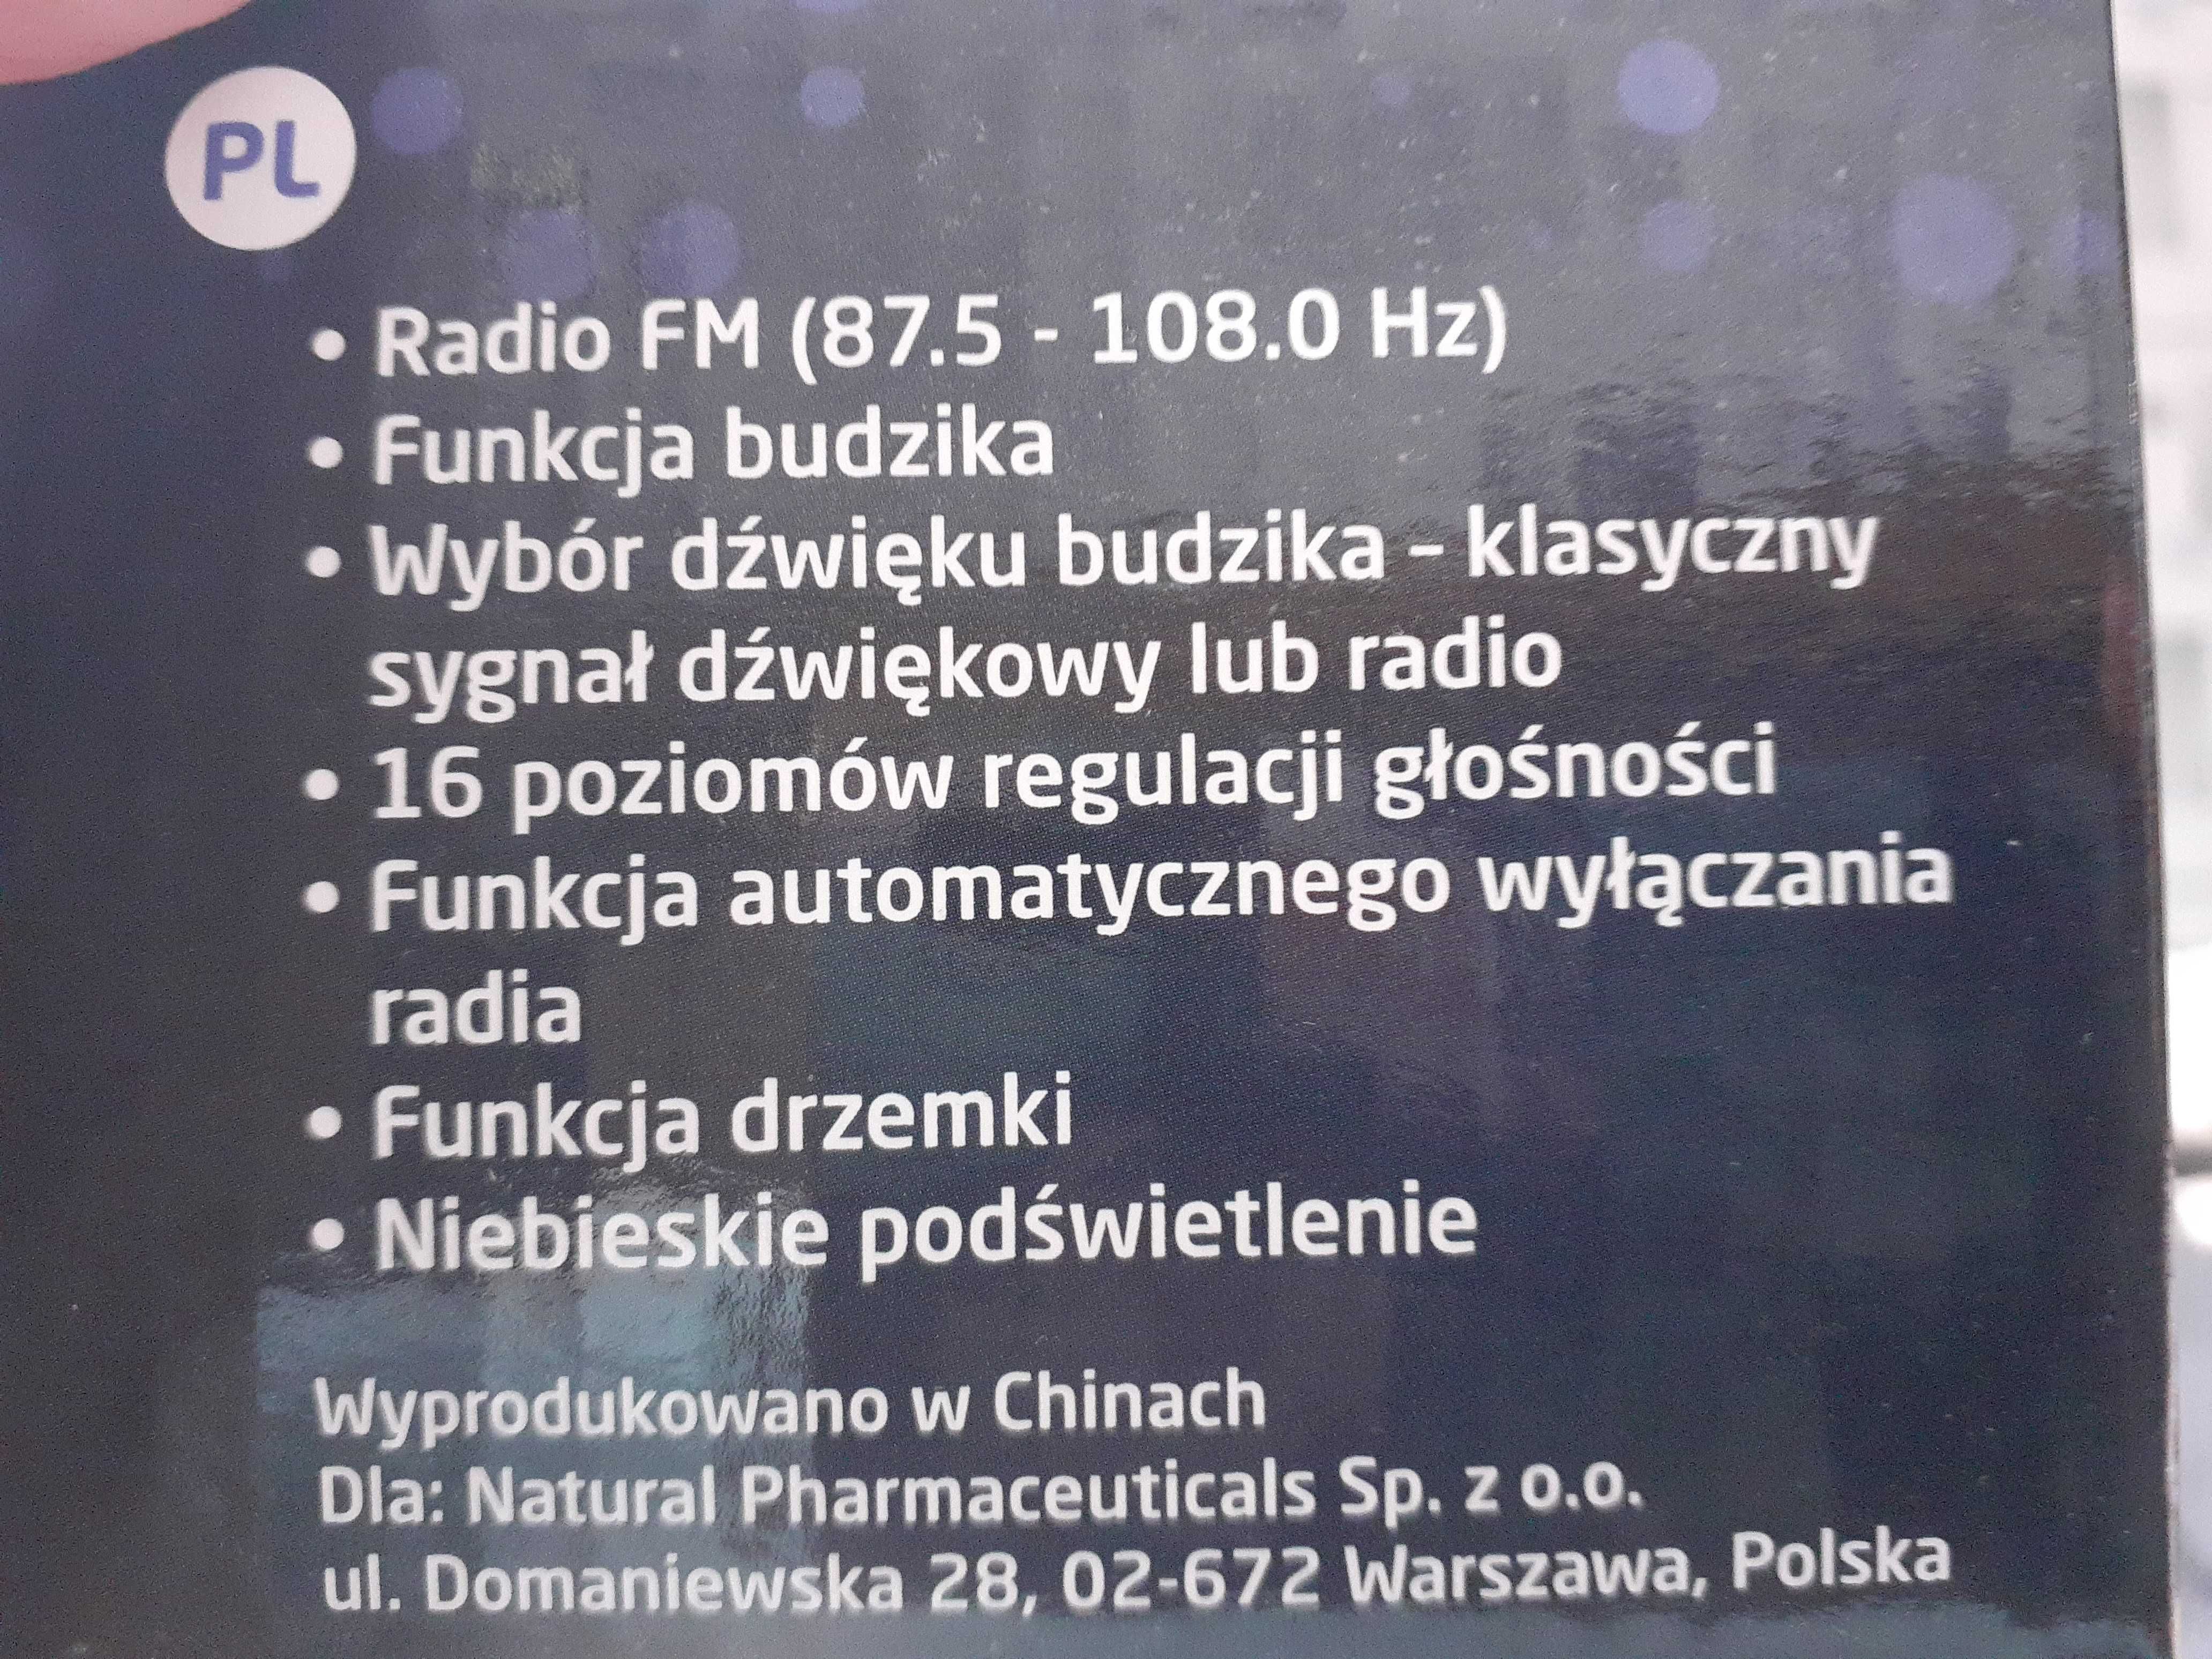 PL
• Radio FM (87.5 - 108.0 Hz)
• Funkcja budzika
• Wybór dźwięku budzika – klasyczny
sygnał dźwiękowy lub radio
• 16 poziomów regulacji głośności
• Funkcja automatycznego wyłączania
radia
• Funkcja drzemki
• Niebieskie podświetlenie
Wyprodukowano w Chinach
Dla: Natural Pharmaceuticals Sp. z o.o.
ul. Domaniewska 28, 02-672 Warszawa, Polska